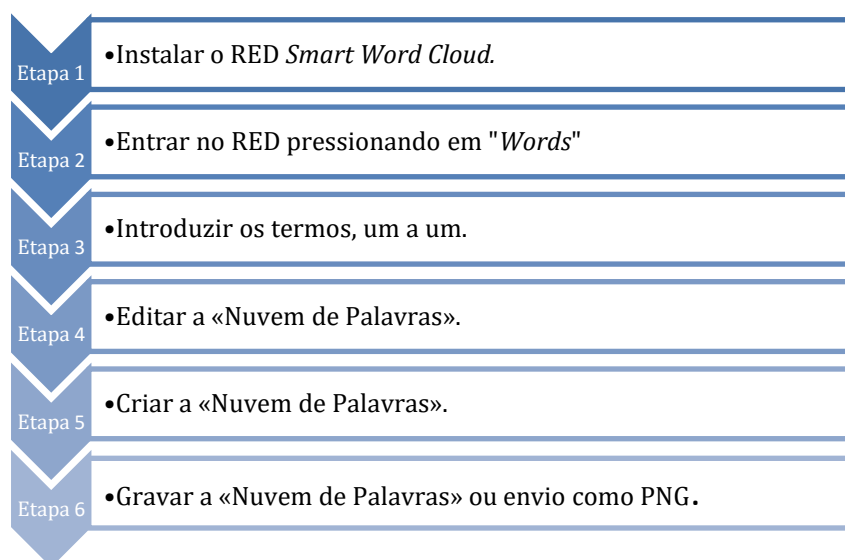 Etapa 1
•Instalar o RED Smart Word Cloud.
Etapa 2
•Entrar no RED pressionando em "Words"
Etapa 3
•Introduzir os termos, um a um.
Etapa 4
•Editar a «Nuvem de Palavras».
Etapa 5
•Criar a «Nuvem de Palavras».
Etapa 6
•Gravar a «Nuvem de Palavras» ou envio como PNG.